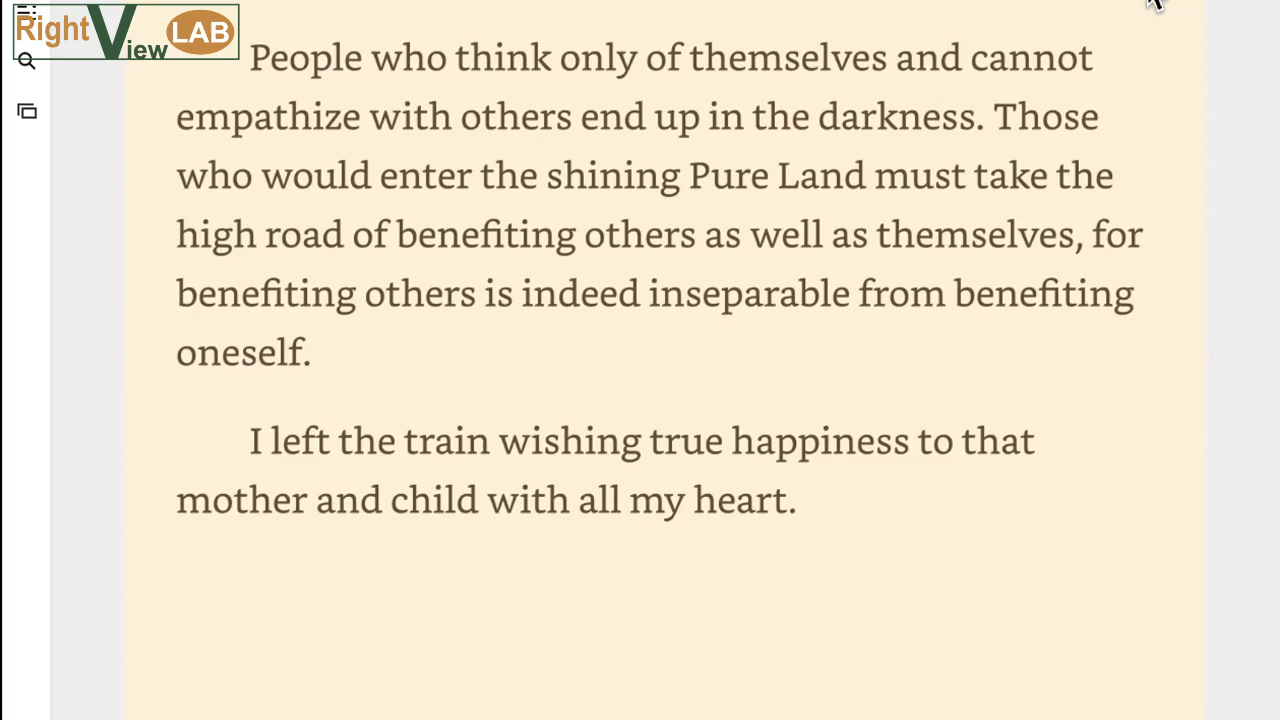 Right View LAB
People who think only of themselves and cannot
empathize with others end up in the darkness. Those
who would enter the shining Pure Land must take the
high road of benefiting others as well as themselves, for
benefiting others is indeed inseparable from benefiting
oneself.
I left the train wishing true happiness to that
mother and child with all my heart.